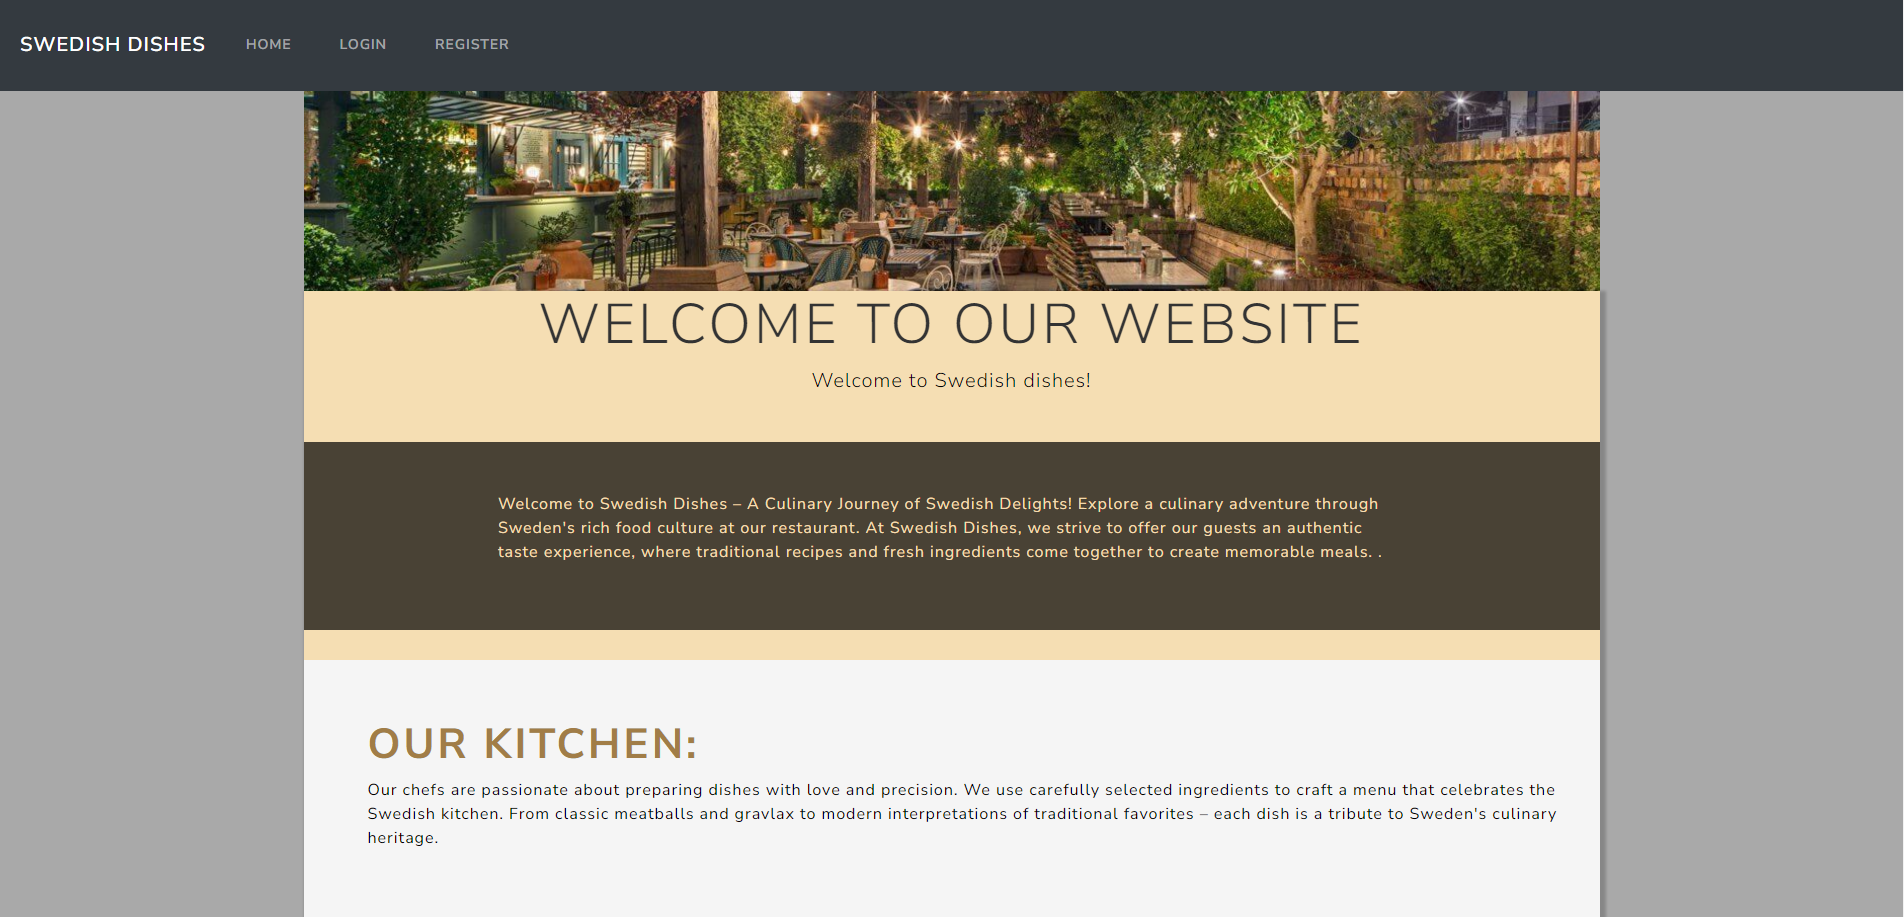 SWEDISH DISHES HOME LOGIN REGISTER
WELCOME TO OUR WEBSITE
Welcome to Swedish dishes!
Welcome to Swedish Dishes – A Culinary Journey of Swedish Delights! Explore a culinary adventure through
Sweden's rich food culture at our restaurant. At Swedish Dishes, we strive to offer our guests an authentic
taste experience, where traditional recipes and fresh ingredients come together to create memorable meals. .
OUR KITCHEN:
Our chefs are passionate about preparing dishes with love and precision. We use carefully selected ingredients to craft a menu that celebrates the
Swedish kitchen. From classic meatballs and gravlax to modern interpretations of traditional favorites – each dish is a tribute to Sweden's culinary
heritage.